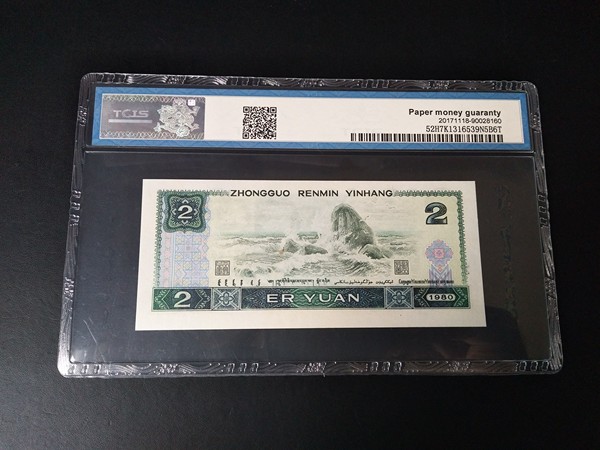 TCIS
Paper money guaranty
20171118-90028160
52H7K1316539N5B6T
ZHONGGUO RENMIN YINHANG
2
2
2
ER YUAN
1980